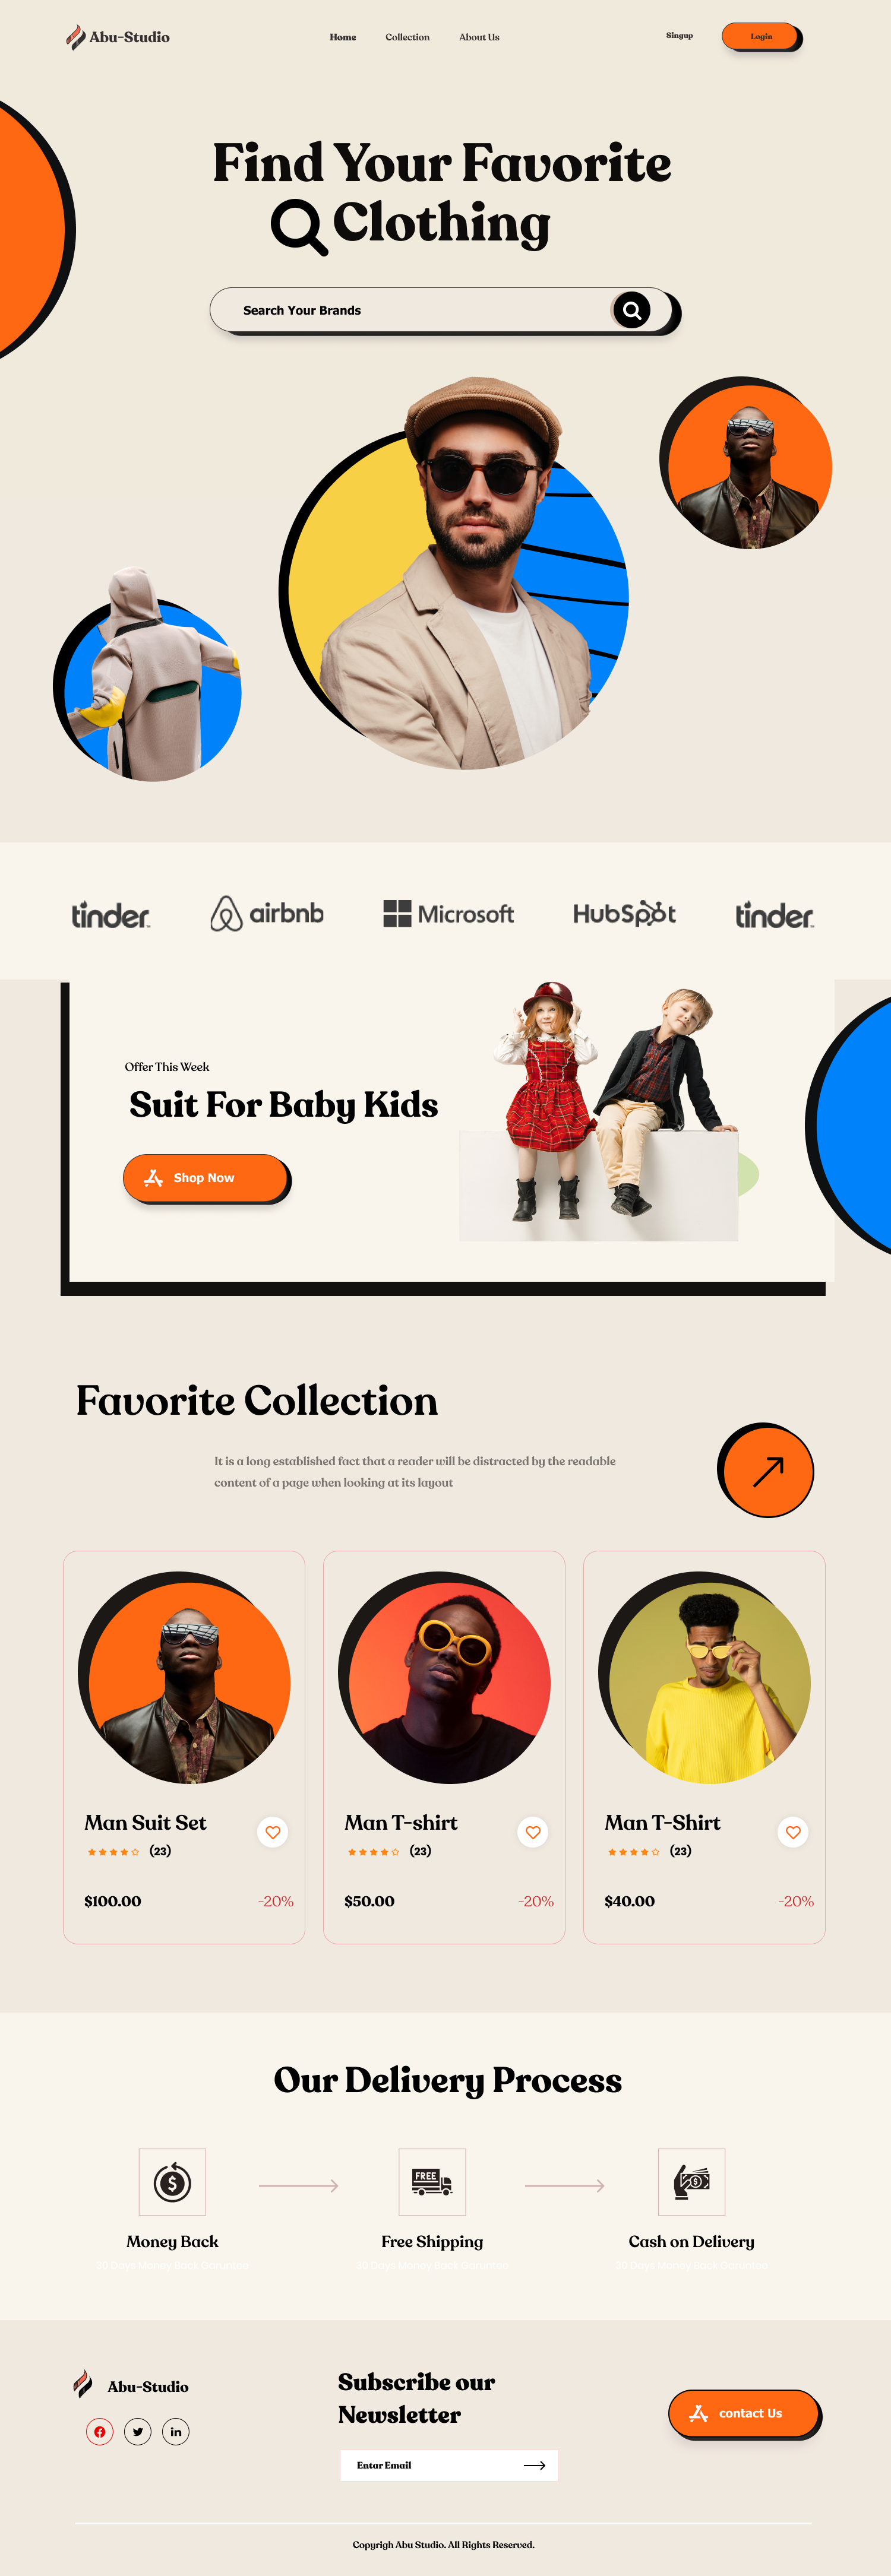 Abu-Studio
Home
Collection
About Us
Singup
Login
Find Your Favorite
Clothing
Search Your Brands
tinder
airbnb
Microsoft
HubSpot
tinder
Offer This Week
Suit For Baby Kids
Shop Now
Favorite Collection
It is a long established fact that a reader will be distracted by the readable
content of a page when looking at its layout
Man Suit Set
(23)
$100.00
-20%
Man T-shirt
(23)
$50.00
-20%
Man T-Shirt
(23)
$40.00
-20%
Our Delivery Process
FREE
Money Back
Free Shipping
Cash on Delivery
Abu-Studio
Subscribe our
Newsletter
Entar Email
contact Us
Copyrigh Abu Studio. All Rights Reserved.